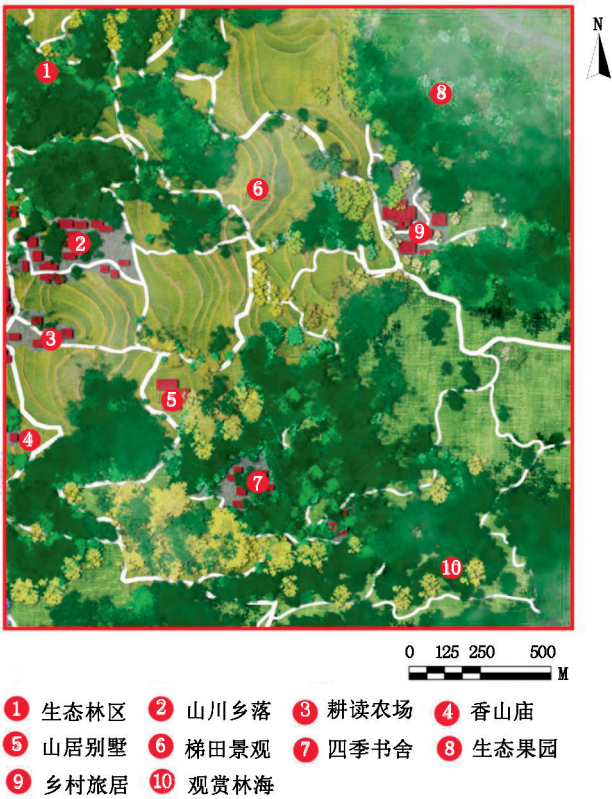 N
1
8
6
2
9
3
5
4
7
10
0 125 250 500
M
1 生态林区 2 山川乡落 3 耕读农场 4 香山庙
5 山居别墅 6 梯田景观 7 四季书舍 8 生态果园
9 乡村旅居 10 观赏林海